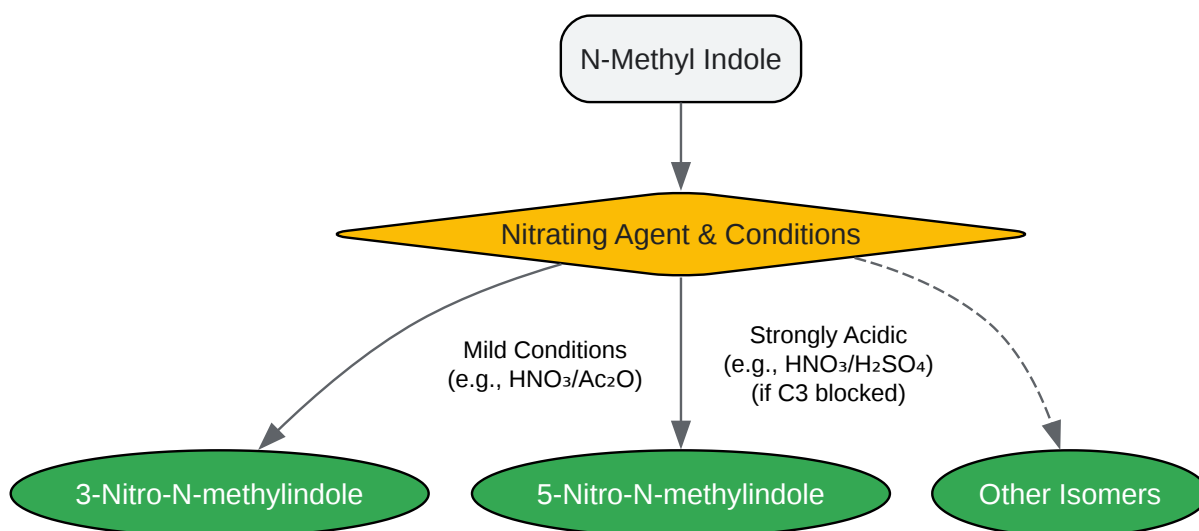 N-Methyl Indole
Nitrating Agent & Conditions
Mild Conditions
(e.g., HNO₃/Ac₂O)
Strongly Acidic
(e.g., HNO₃/H₂SO₄)
(if C3 blocked)
3-Nitro-N-methylindole
5-Nitro-N-methylindole
Other Isomers